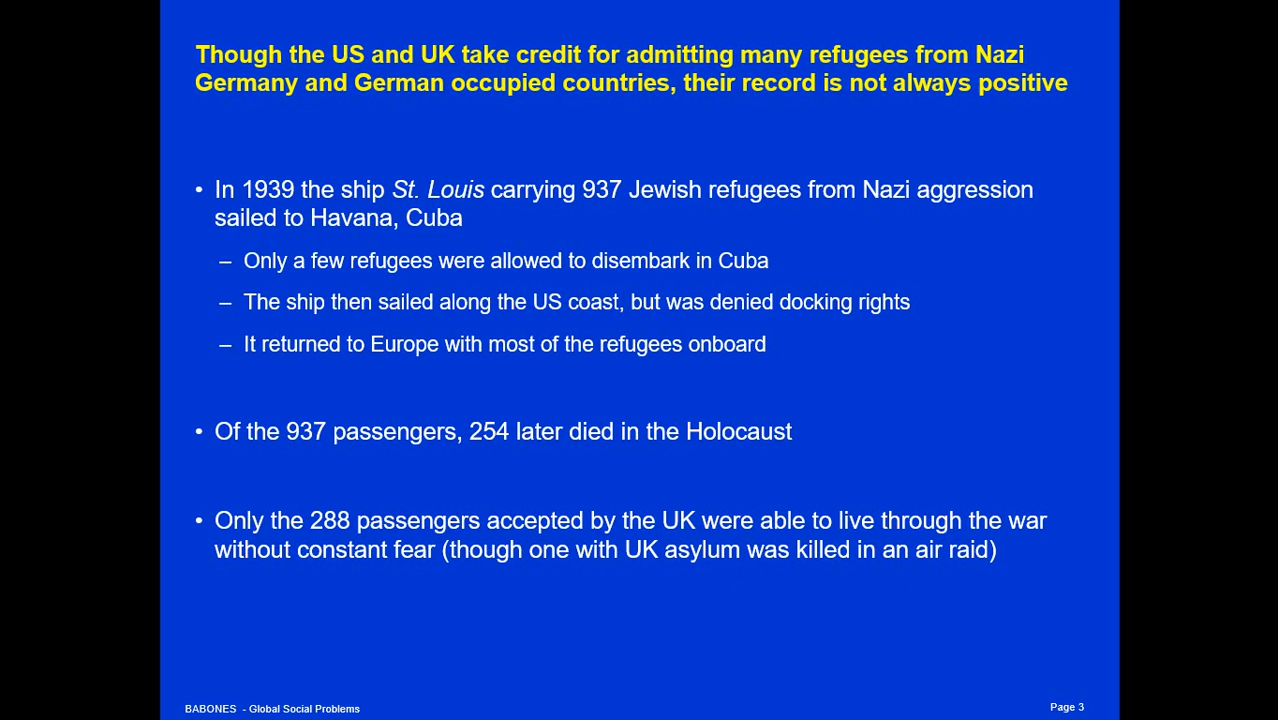 Though the US and UK take credit for admitting many refugees from Nazi
Germany and German occupied countries, their record is not always positive
• In 1939 the ship St. Louis carrying 937 Jewish refugees from Nazi aggression
sailed to Havana, Cuba
– Only a few refugees were allowed to disembark in Cuba
– The ship then sailed along the US coast, but was denied docking rights
– It returned to Europe with most of the refugees onboard
• Of the 937 passengers, 254 later died in the Holocaust
• Only the 288 passengers accepted by the UK were able to live through the war
without constant fear (though one with UK asylum was killed in an air raid)
BABONES - Global Social Problems
Page 3